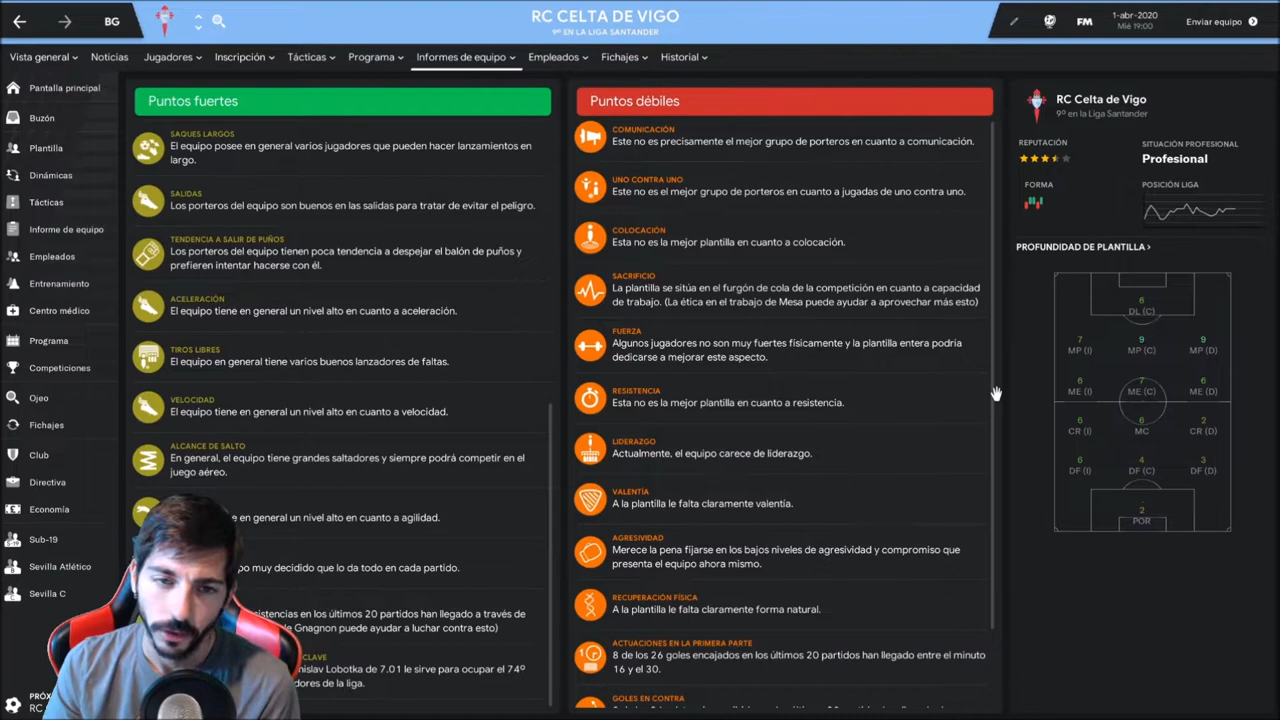 BG
RC CELTA DE VIGO
9º EN LA LIGA SANTANDER
FM
1-abr-2020
Mié 19:00
Enviar equipo
Vista general
Noticias
Jugadores
Inscripción
Tácticas
Programa
Informes de equipo
Empleados
Fichajes
Historial
Pantalla principal
Buzón
Plantilla
Dinámicas
Tácticas
Informe de equipo
Empleados
Entrenamiento
Centro médico
Programa
Competiciones
Ojeo
Fichajes
Club
Directiva
Economía
Sub-19
Sevilla Atlético
Sevilla C
RC
Puntos fuertes
SAQUES LARGOS
El equipo posee en general varios jugadores que pueden hacer lanzamientos en
largo.
SALIDAS
Los porteros del equipo son buenos en las salidas para tratar de evitar el peligro.
TENDENCIA A SALIR DE PUÑOS
Los porteros del equipo tienen poca tendencia a despejar el balón de puños y
prefieren intentar hacerse con él.
ACELERACIÓN
El equipo tiene en general un nivel alto en cuanto a aceleración.
TIROS LIBRES
El equipo en general tiene varios buenos lanzadores de faltas.
VELOCIDAD
El equipo tiene en general un nivel alto en cuanto a velocidad.
ALCANCE DE SALTO
En general, el equipo tiene grandes saltadores y siempre podrá competir en el
juego aéreo.
en general un nivel alto en cuanto a agilidad.
muy decidido que lo da todo en cada partido.
en los últimos 20 partidos han llegado a través de
de Gnagnon puede ayudar a luchar contra esto)
CLAVE
Lobotka de 7.01 le sirve para ocupar el 74º
de la liga.
Puntos débiles
COMUNICACIÓN
Este no es precisamente el mejor grupo de porteros en cuanto a comunicación.
UNO CONTRA UNO
Este no es el mejor grupo de porteros en cuanto a jugadas de uno contra uno.
COLOCACIÓN
Esta no es la mejor plantilla en cuanto a colocación.
SACRIFICIO
La plantilla se sitúa en el furgón de cola de la competición en cuanto a capacidad
de trabajo. (La ética en el trabajo de Mesa puede ayudar a aprovechar más esto)
FUERZA
Algunos jugadores no son muy fuertes físicamente y la plantilla entera podría
dedicarse a mejorar este aspecto.
RESISTENCIA
Esta no es la mejor plantilla en cuanto a resistencia.
LIDERAZGO
Actualmente, el equipo carece de liderazgo.
VALENTÍA
A la plantilla le falta claramente valentía.
AGRESIVIDAD
Merece la pena fijarse en los bajos niveles de agresividad y compromiso que
presenta el equipo ahora mismo.
RECUPERACIÓN FÍSICA
A la plantilla le falta claramente forma natural.
ACTUACIONES EN LA PRIMERA PARTE
8 de los 26 goles encajados en los últimos 20 partidos han llegado entre el minuto
16 y el 30.
GOLES EN CONTRA
RC Celta de Vigo
9º en la Liga Santander
REPUTACIÓN
SITUACIÓN PROFESIONAL
Profesional
FORMA
POSICIÓN LIGA
PROFUNDIDAD DE PLANTILLA >
6
DL (C)
7 9 9
MP (I) MP (C) MP (D)
6 7 6
ME (I) ME (C) ME (D)
6 6 2
CR (I) MC CR (D)
6 4 3
DF (I) DF (C) DF (D)
2
POR